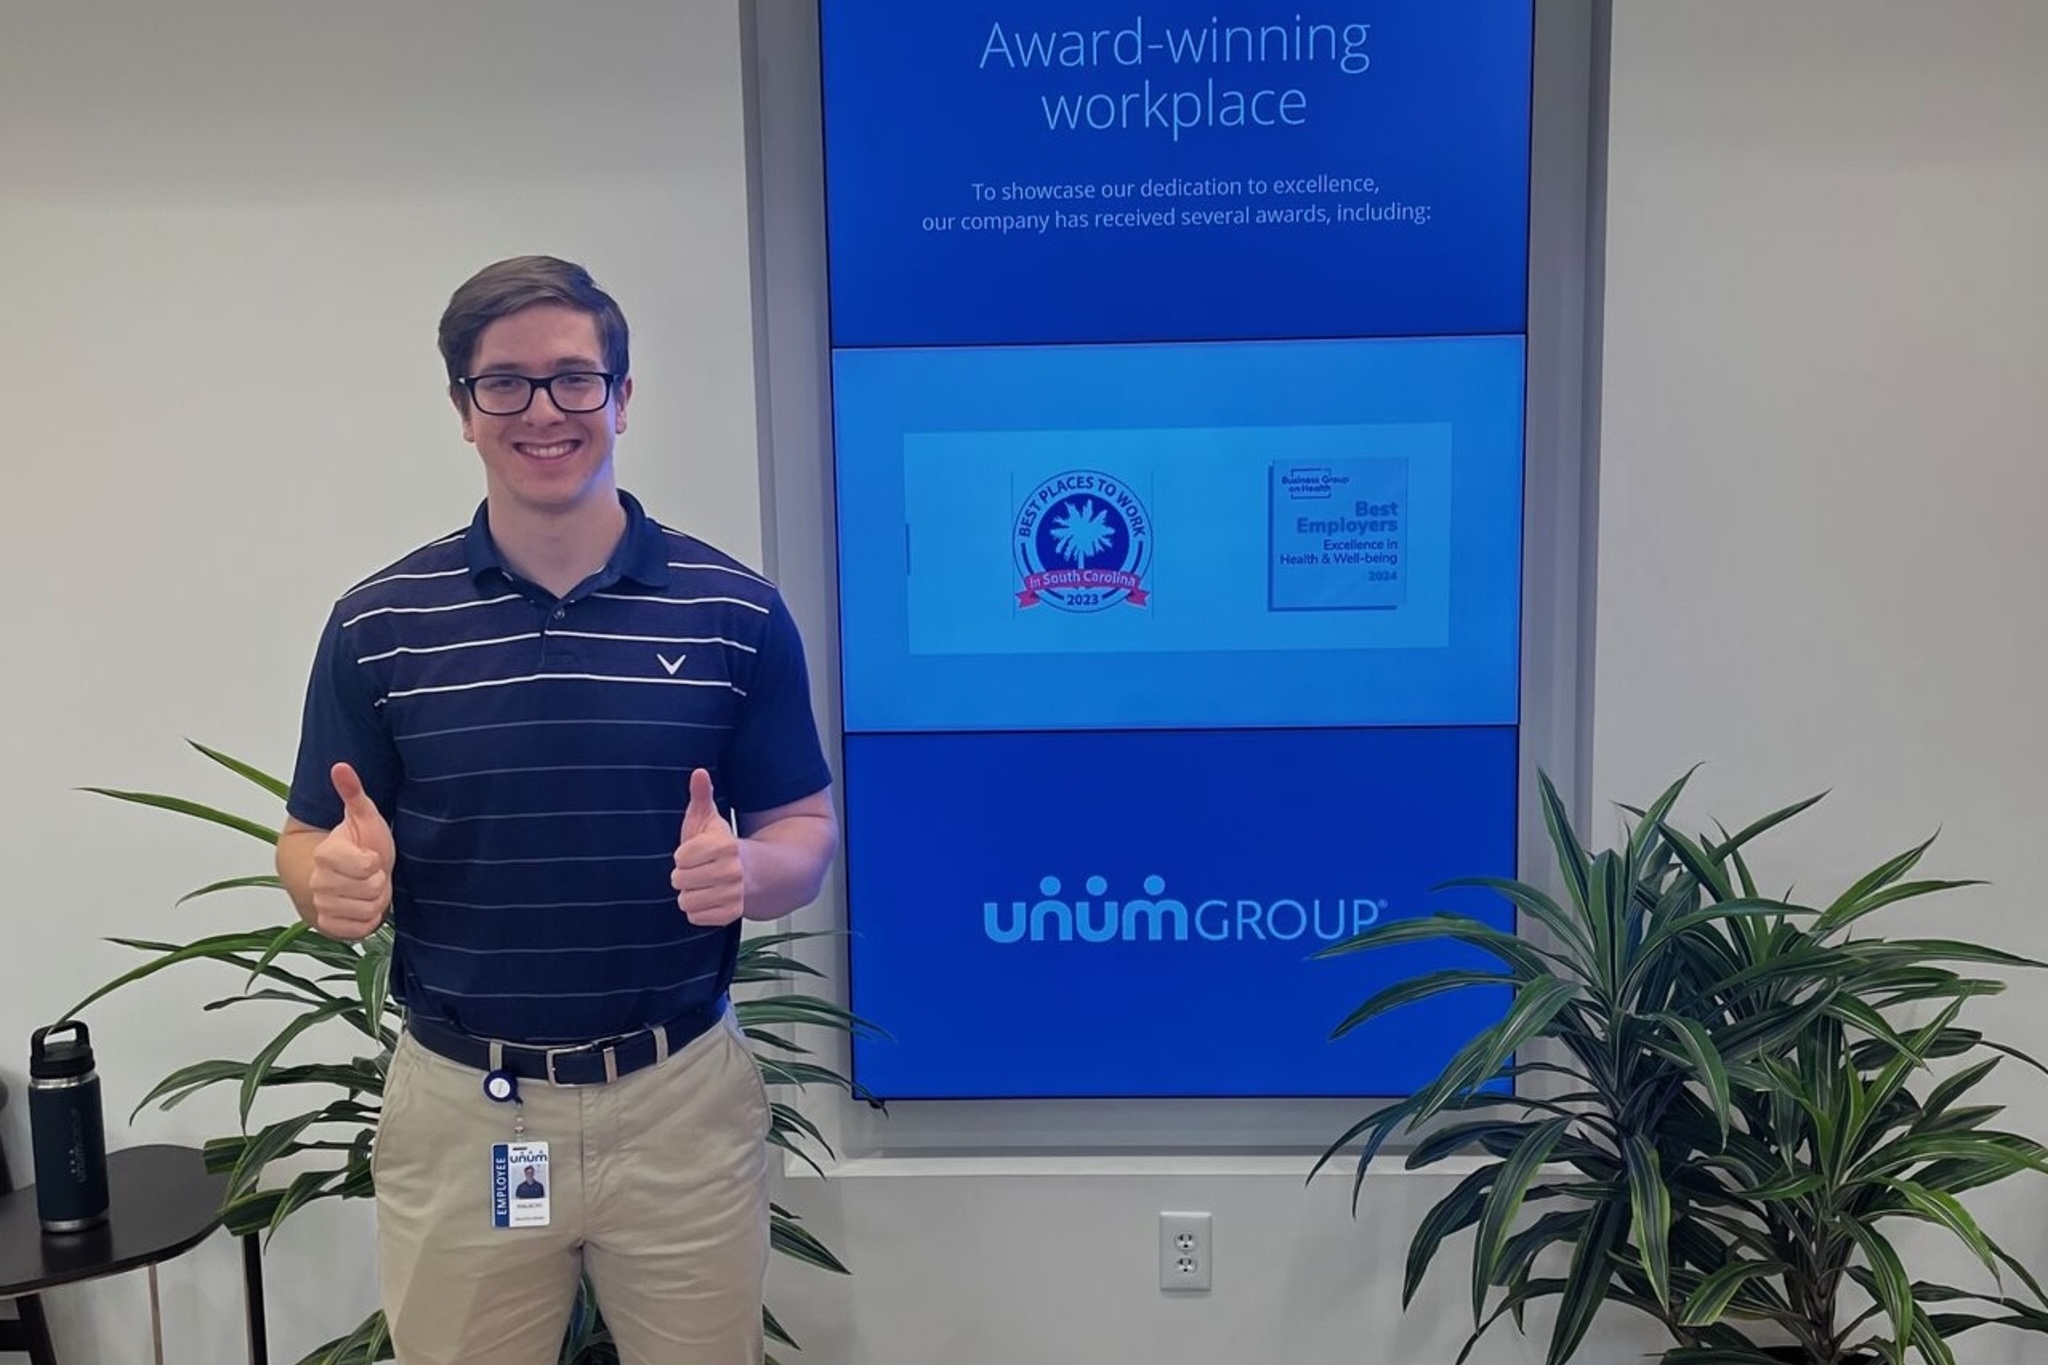 Award-winning
workplace
To showcase our dedication to excellence,
our company has received several awards, including:
BEST PLACES TO WORK
in South Carolina
2023
Business Group
on Health
Best
Employers
Excellence in
Health & Well-being
2024
unum GROUP®
EMPLOYEE
unum